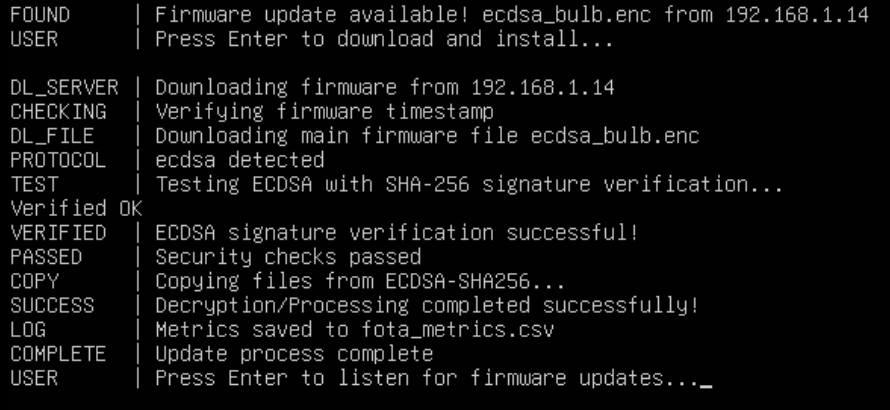 FOUND     | Firmware update available! ecdsa_bulb.enc from 192.168.1.14
USER      | Press Enter to download and install...

DL_SERVER | Downloading firmware from 192.168.1.14
CHECKING  | Verifying firmware timestamp
DL_FILE   | Downloading main firmware file ecdsa_bulb.enc
PROTOCOL  | ecdsa detected
TEST      | Testing ECDSA with SHA-256 signature verification...
Verified OK
VERIFIED  | ECDSA signature verification successful!
PASSED    | Security checks passed
COPY      | Copying files from ECDSA-SHA256...
SUCCESS   | Decryption/Processing completed successfully!
LOG       | Metrics saved to fota_metrics.csv
COMPLETE  | Update process complete
USER      | Press Enter to listen for firmware updates..._